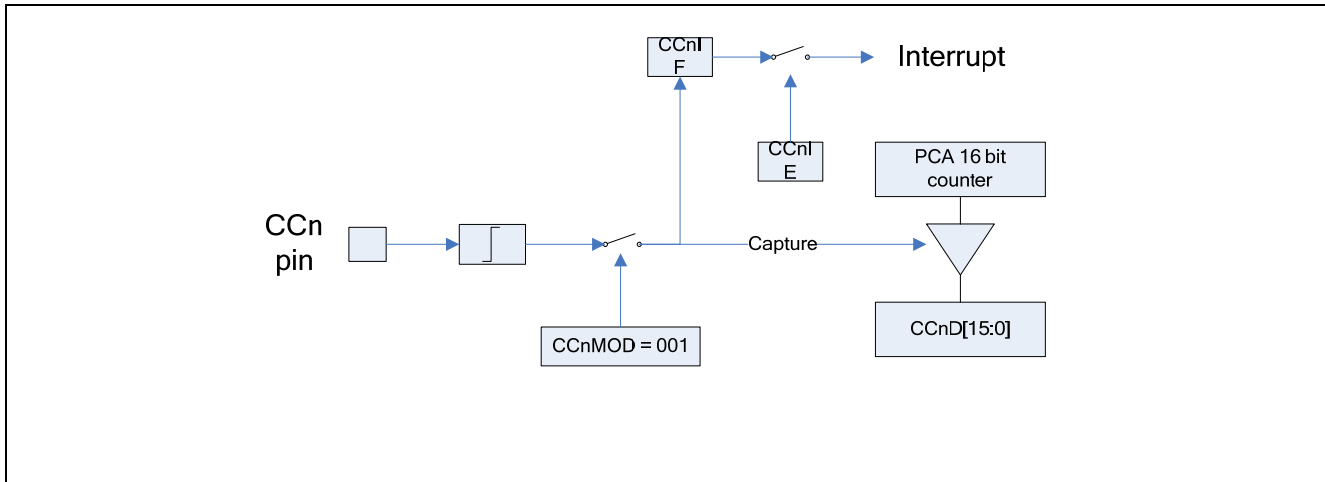 CCnI
F
Interrupt
CCnI
E
PCA 16 bit
counter
CCn
pin
Capture
CCnMOD = 001
CCnD[15:0]